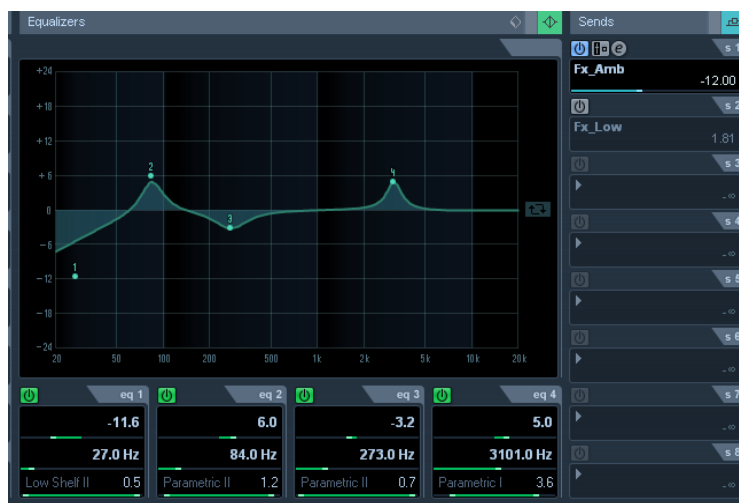 Equalizers
Sends
+24
+18
+12
+6
0
-6
-12
-18
-24
1
2
3
4
20 50 100 200 500 1k 2k 5k 10k 20k
eq 1 eq 2 eq 3 eq 4
-11.6 6.0 -3.2 5.0
27.0 Hz 84.0 Hz 273.0 Hz 3101.0 Hz
Low Shelf II 0.5 Parametric II 1.2 Parametric II 0.7 Parametric I 3.6
e s 1
Fx_Amb
-12.00
s 2
Fx_Low
1.81
s 3
-∞
s 4
-∞
s 5
-∞
s 6
-∞
s 7
-∞
s 8
-∞